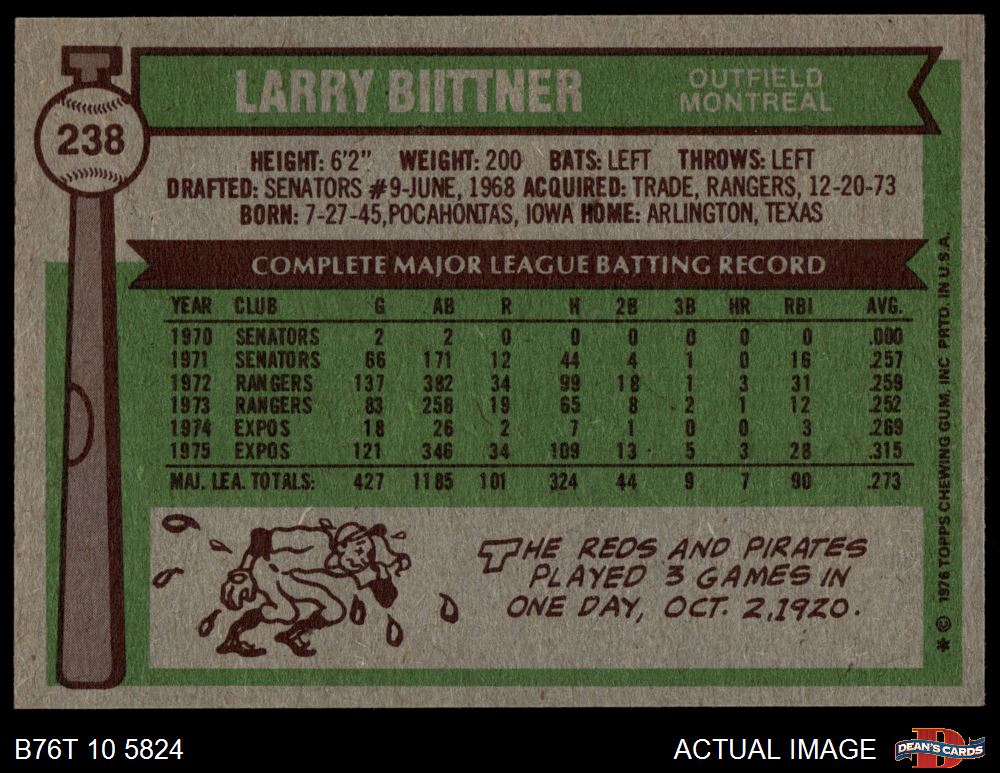 LARRY BIITTNER
OUTFIELD
MONTREAL
238
HEIGHT: 6'2" WEIGHT: 200 BATS: LEFT THROWS: LEFT
DRAFTED: SENATORS #9-JUNE, 1968 ACQUIRED: TRADE, RANGERS, 12-20-73
BORN: 7-27-45, POCAHONTAS, IOWA HOME: ARLINGTON, TEXAS
COMPLETE MAJOR LEAGUE BATTING RECORD
YEAR CLUB G AB R H 2B 3B HR RBI AVG.
1970 SENATORS 2 2 0 0 0 0 0 0 .000
1971 SENATORS 66 171 12 44 4 1 0 16 .257
1972 RANGERS 137 382 34 99 18 1 3 31 .259
1973 RANGERS 83 258 19 65 8 2 1 12 .252
1974 EXPOS 18 26 2 7 1 0 0 3 .269
1975 EXPOS 121 346 34 109 13 5 3 28 .315
MAJ. LEA. TOTALS: 427 1185 101 324 44 9 7 90 .273
THE REDS AND PIRATES
PLAYED 3 GAMES IN
ONE DAY, OCT. 2, 1920.
* © 1976 TOPPS CHEWING GUM, INC PRTD. IN U.S.A.
B76T 10 5824
ACTUAL IMAGE
D
DEAN'S CARDS